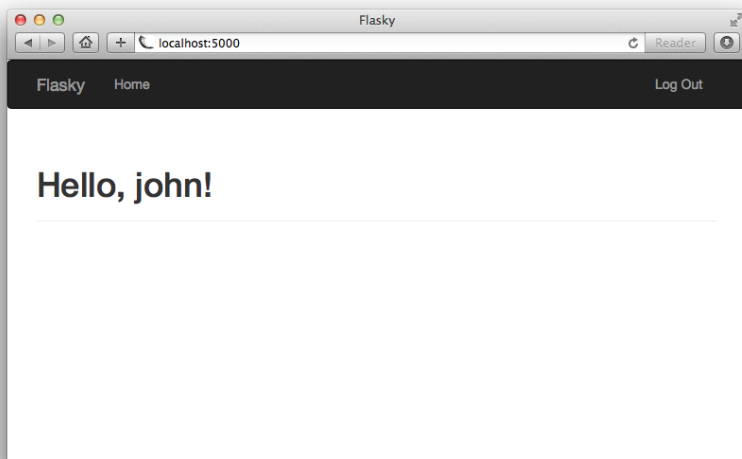 Flasky
localhost:5000
Reader
Flasky Home Log Out
Hello, john!